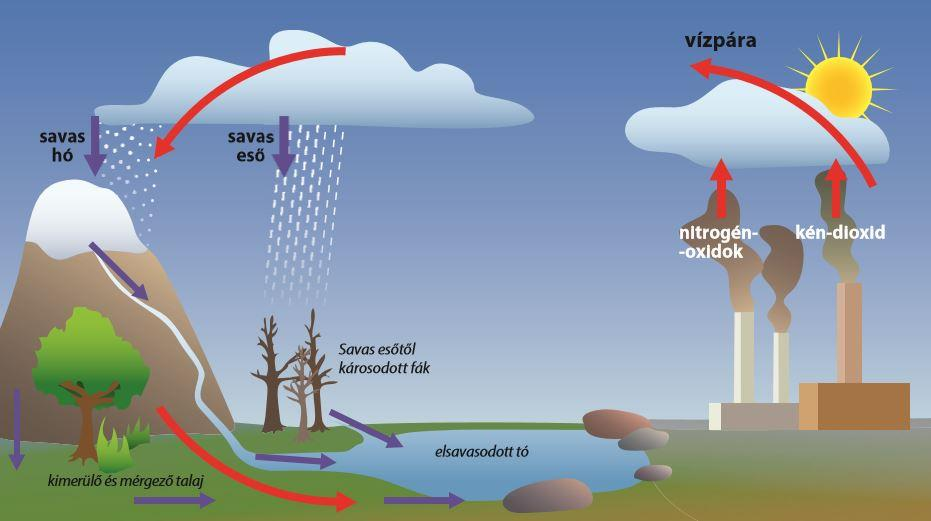 vízpára
savas
hó
savas
eső
nitrogén-
-oxidok
kén-dioxid
Savas esőtől
károsodott fák
elsavasodott tó
kimerülő és mérgező talaj